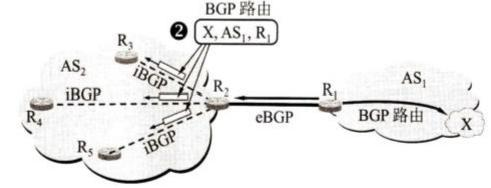 BGP 路由
❷ X, AS₁, R₁
R₃
AS₂
iBGP
iBGP
R₂
R₄
eBGP
R₁
AS₁
BGP 路由
X
R₅
iBGP